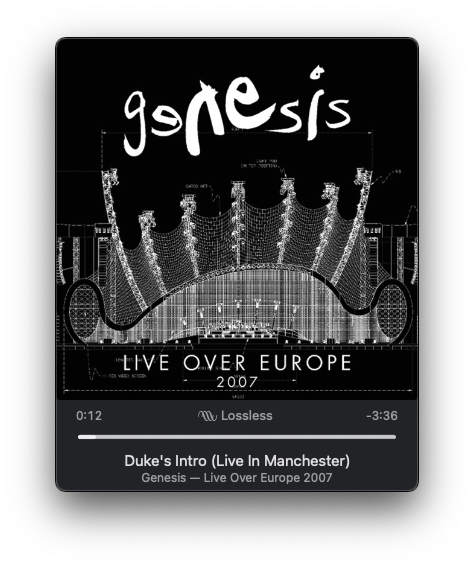 genesis
LIVE OVER EUROPE
2007
0:12 Lossless -3:36
Duke's Intro (Live In Manchester)
Genesis — Live Over Europe 2007